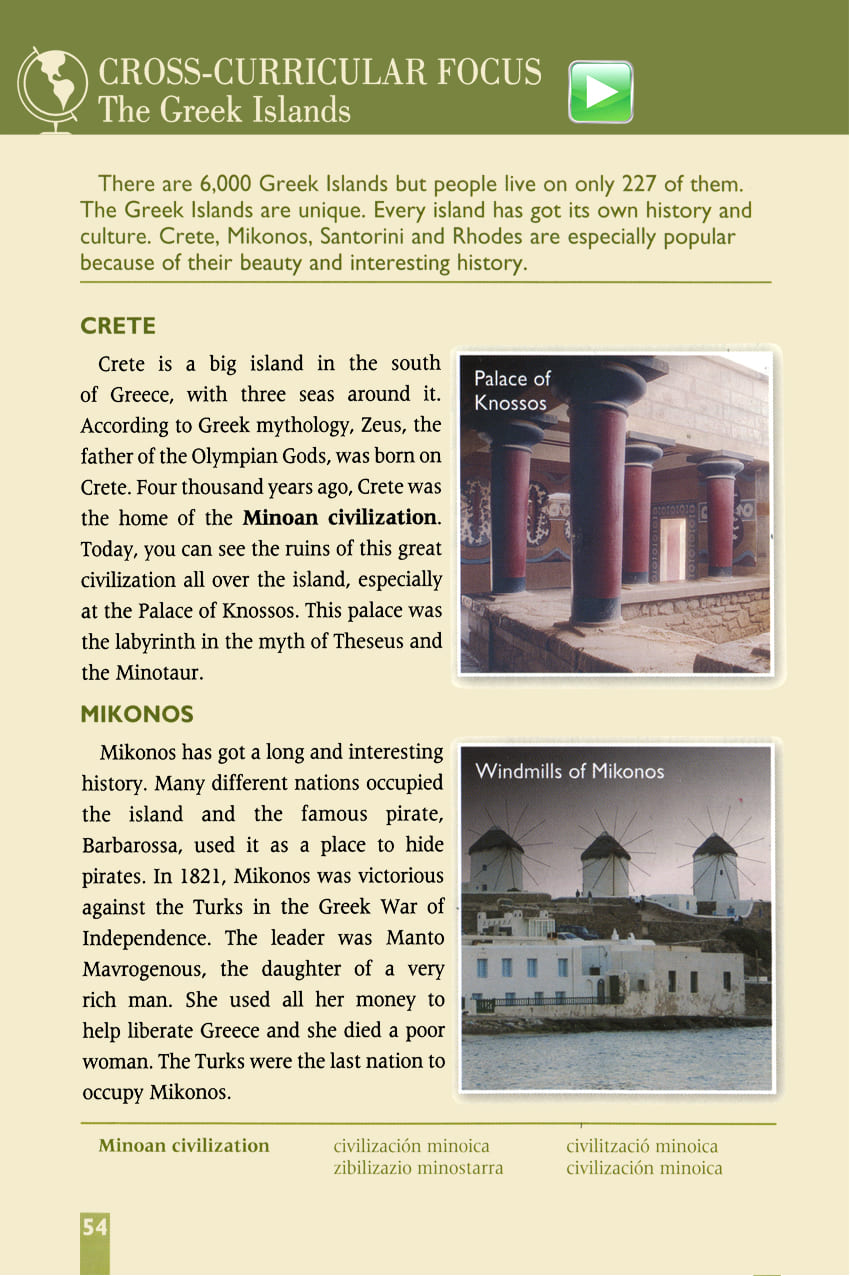 CROSS-CURRICULAR FOCUS
The Greek Islands
There are 6,000 Greek Islands but people live on only 227 of them.
The Greek Islands are unique. Every island has got its own history and
culture. Crete, Mikonos, Santorini and Rhodes are especially popular
because of their beauty and interesting history.
CRETE
Crete is a big island in the south
of Greece, with three seas around it.
According to Greek mythology, Zeus, the
father of the Olympian Gods, was born on
Crete. Four thousand years ago, Crete was
the home of the Minoan civilization.
Today, you can see the ruins of this great
civilization all over the island, especially
at the Palace of Knossos. This palace was
the labyrinth in the myth of Theseus and
the Minotaur.
Palace of
Knossos
MIKONOS
Mikonos has got a long and interesting
history. Many different nations occupied
the island and the famous pirate,
Barbarossa, used it as a place to hide
pirates. In 1821, Mikonos was victorious
against the Turks in the Greek War of
Independence. The leader was Manto
Mavrogenous, the daughter of a very
rich man. She used all her money to
help liberate Greece and she died a poor
woman. The Turks were the last nation to
occupy Mikonos.
Windmills of Mikonos
Minoan civilization civilización minoica civilització minoica
zibilizazio minostarra civilización minoica
54